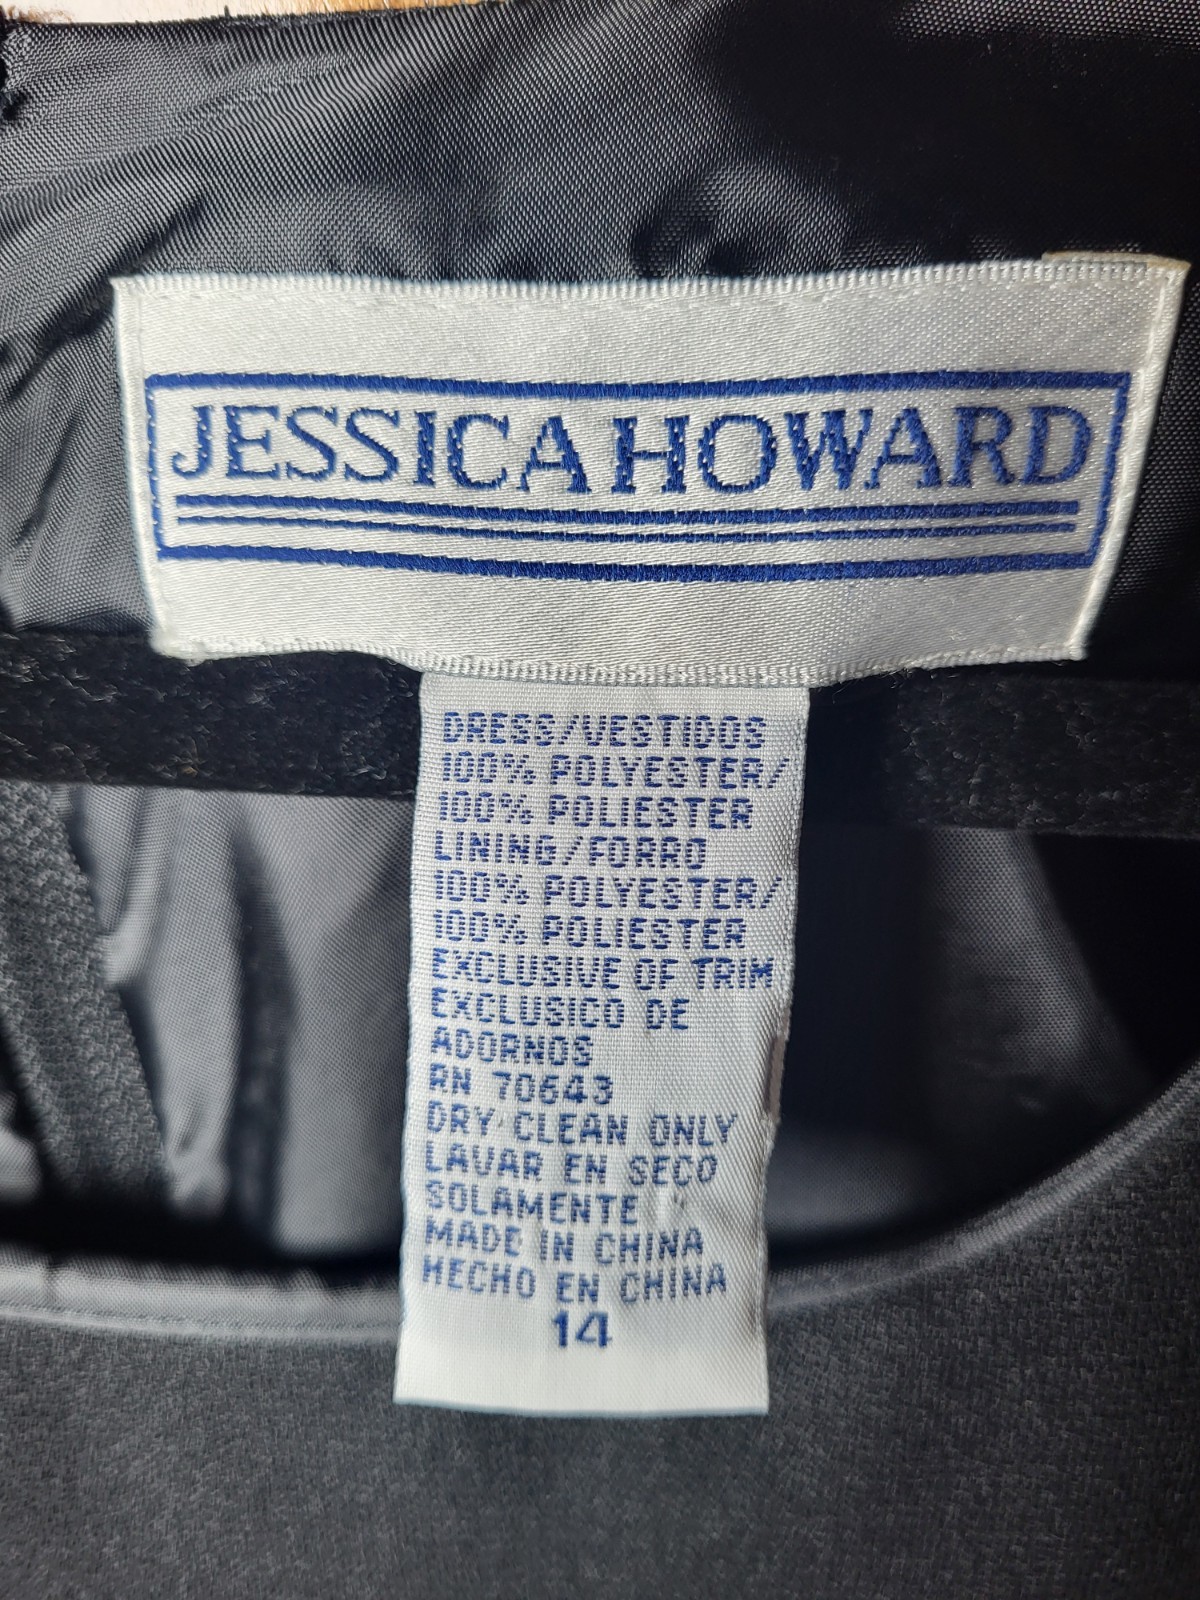 JESSICA HOWARD
DRESS/VESTIDOS
100% POLYESTER/
100% POLIESTER
LINING/FORRO
100% POLYESTER/
100% POLIESTER
EXCLUSIVE OF TRIM
EXCLUSICO DE
ADORNOS
RN 70643
DRY CLEAN ONLY
LAVAR EN SECO
SOLAMENTE
MADE IN CHINA
HECHO EN CHINA
14